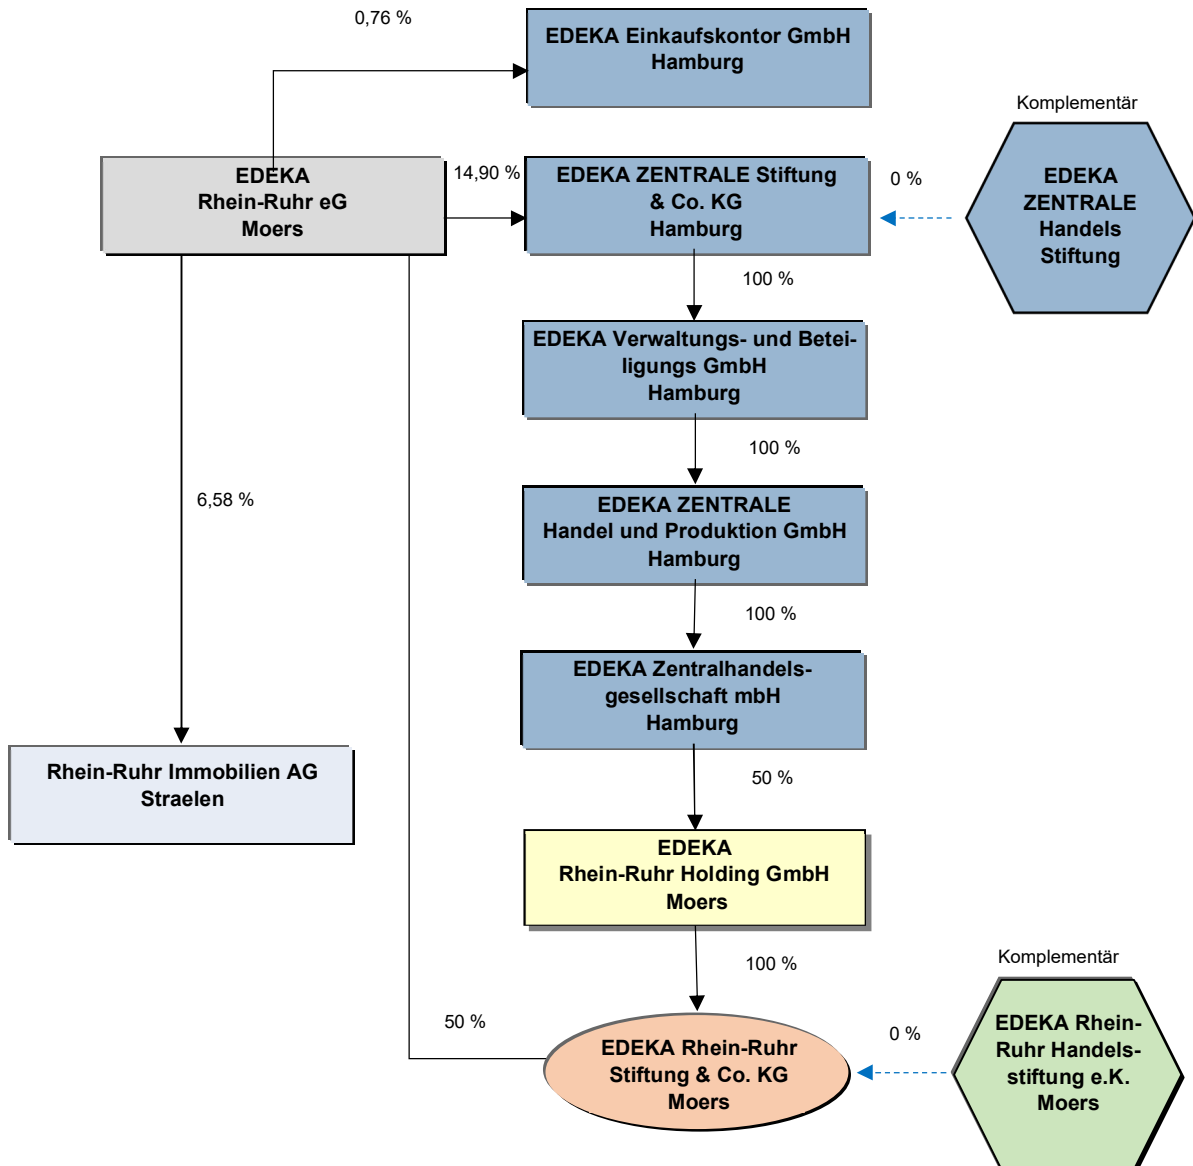 0,76 %
EDEKA Einkaufskontor GmbH
Hamburg
Komplementär
EDEKA
Rhein-Ruhr eG
Moers
14,90 %
EDEKA ZENTRALE Stiftung
& Co. KG
Hamburg
0 %
EDEKA
ZENTRALE
Handels
Stiftung
100 %
EDEKA Verwaltungs- und Betei-
ligungs GmbH
Hamburg
100 %
6,58 %
EDEKA ZENTRALE
Handel und Produktion GmbH
Hamburg
100 %
EDEKA Zentralhandels-
gesellschaft mbH
Hamburg
Rhein-Ruhr Immobilien AG
Straelen
50 %
EDEKA
Rhein-Ruhr Holding GmbH
Moers
100 %
Komplementär
50 %
EDEKA Rhein-Ruhr
Stiftung & Co. KG
Moers
0 %
EDEKA Rhein-
Ruhr Handels-
stiftung e.K.
Moers